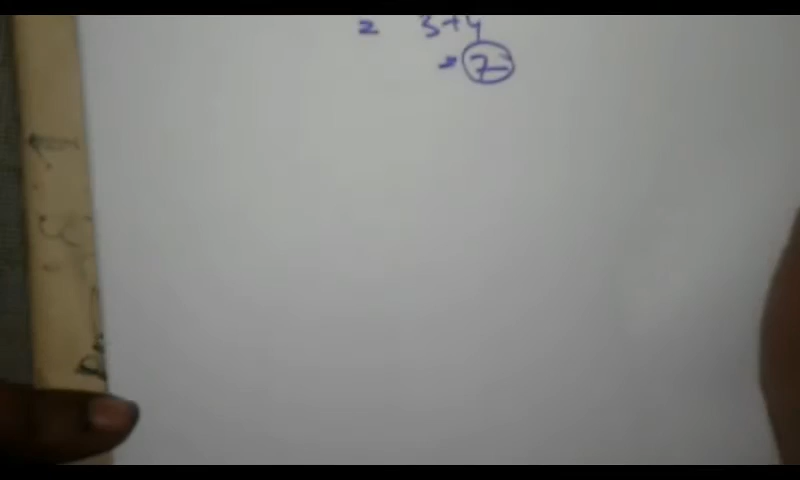 = 3+4
= 7